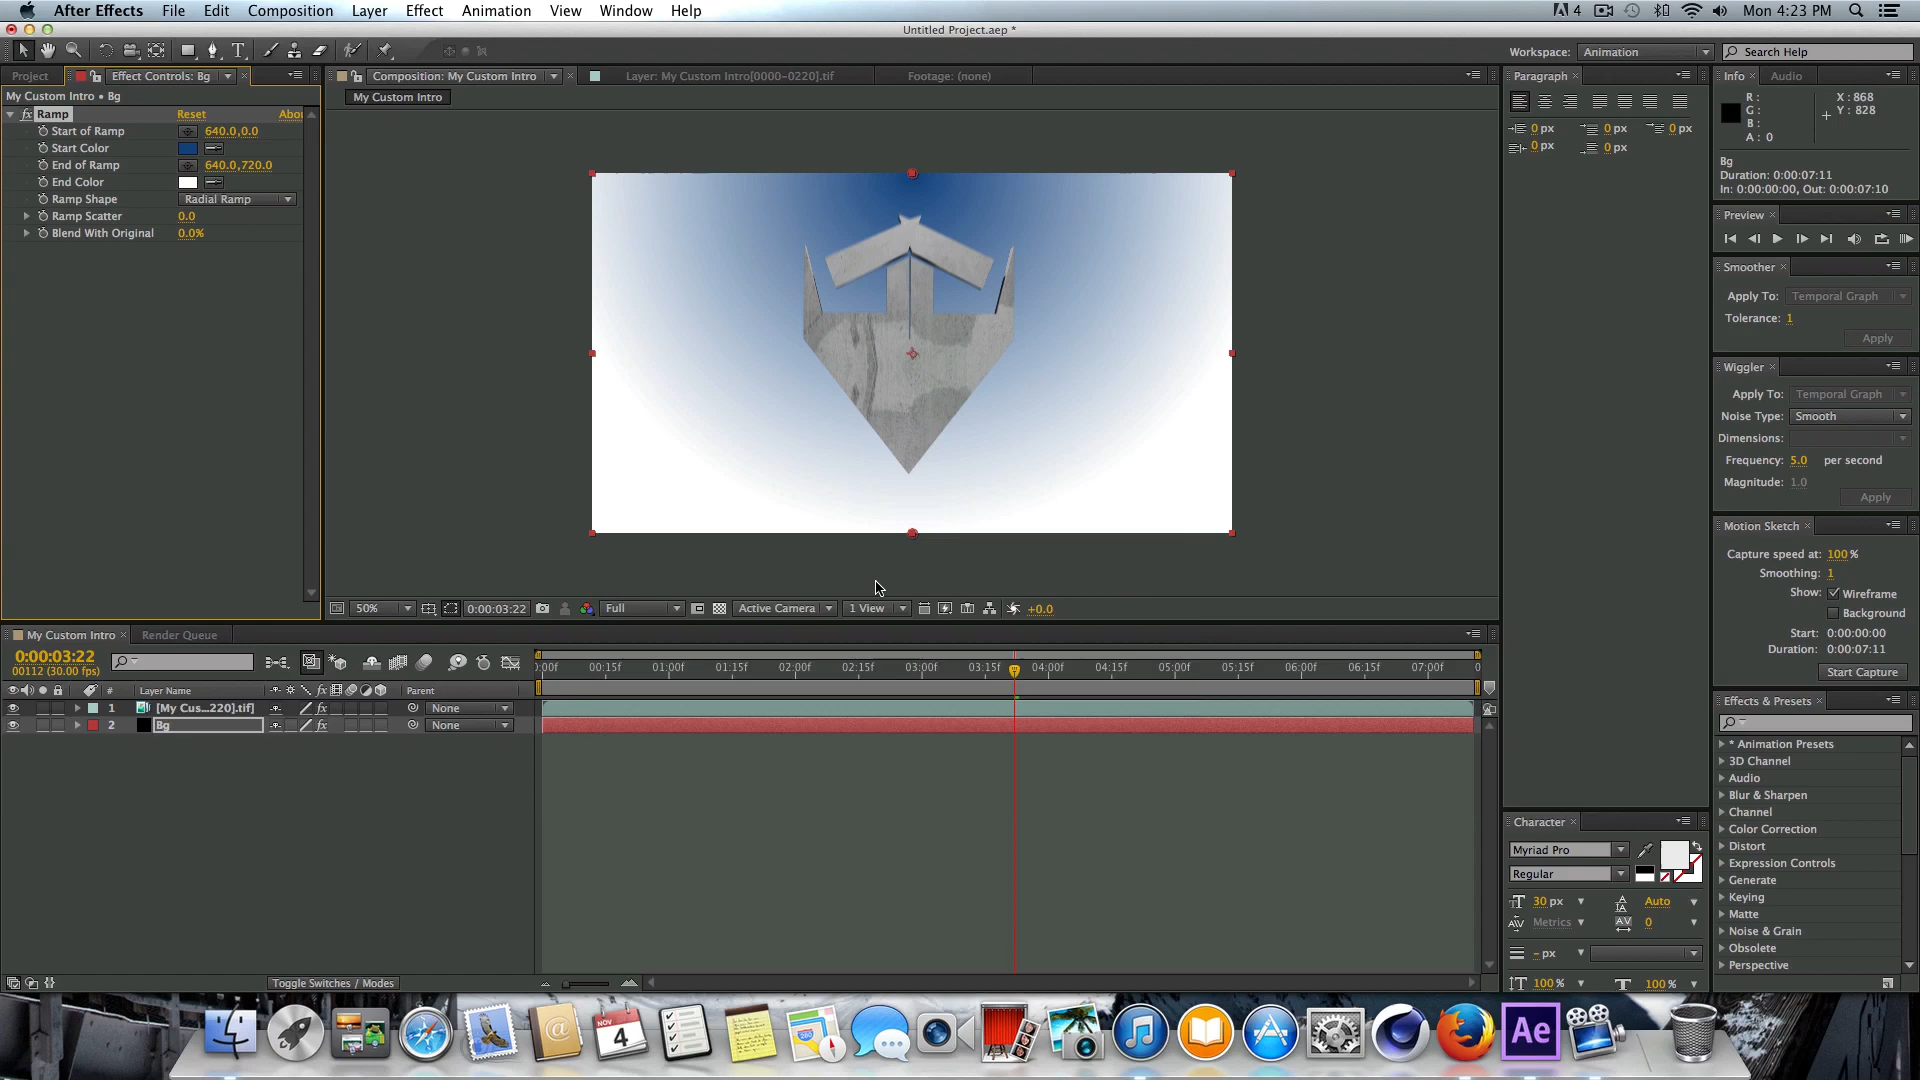 After Effects File Edit Composition Layer Effect Animation View Window Help 4 Mon 4:23 PM
Untitled Project.aep *
Workspace: Animation Search Help
Project Effect Controls: Bg Composition: My Custom Intro Layer: My Custom Intro[0000-0220].tif Footage: (none)
My Custom Intro • Bg
My Custom Intro
Ramp Reset Abou
Start of Ramp 640.0,0.0
Start Color
End of Ramp 640.0,720.0
End Color
Ramp Shape Radial Ramp
Ramp Scatter 0.0
Blend With Original 0.0%
50% 0:00:03:22 Full Active Camera 1 View +0.0
Paragraph
0 px 0 px 0 px
0 px 0 px
Info Audio
R: X: 868
G: Y: 828
B:
A: 0
Bg
Duration: 0:00:07:11
In: 0:00:00:00, Out: 0:00:07:10
Preview
Smoother
Apply To: Temporal Graph
Tolerance: 1
Apply
Wiggler
Apply To: Temporal Graph
Noise Type: Smooth
Dimensions:
Frequency: 5.0 per second
Magnitude: 1.0
Apply
Motion Sketch
Capture speed at: 100 %
Smoothing: 1
Show: Wireframe
Background
Start: 0:00:00:00
Duration: 0:00:07:11
Start Capture
My Custom Intro Render Queue
0:00:03:22
00112 (30.00 fps)
0:00f 00:15f 01:00f 01:15f 02:00f 02:15f 03:00f 03:15f 04:00f 04:15f 05:00f 05:15f 06:00f 06:15f 07:00f 0
# Layer Name fx Parent
1 [My Cus...220].tif] fx None
2 Bg fx None
Toggle Switches / Modes
Effects & Presets
* Animation Presets
3D Channel
Audio
Blur & Sharpen
Channel
Color Correction
Distort
Expression Controls
Generate
Keying
Matte
Noise & Grain
Obsolete
Perspective
Character
Myriad Pro
Regular
30 px Auto
Metrics 0
- px
100 % 100 %
NOV
4
Ae